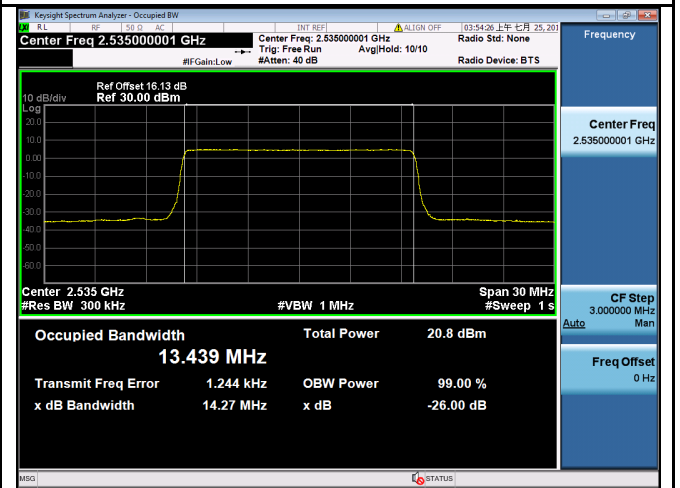 Keysight Spectrum Analyzer - Occupied BW
RL RF 50 Ω AC INT REF ALIGN OFF 03:54:26 上午 七月 25, 201
Center Freq 2.535000001 GHz
Center Freq: 2.535000001 GHz
Radio Std: None
Trig: Free Run Avg|Hold: 10/10
#IFGain:Low #Atten: 40 dB Radio Device: BTS
Frequency
Ref Offset 16.13 dB
10 dB/div Ref 30.00 dBm
Log
20.0
10.0
0.00
-10.0
-20.0
-30.0
-40.0
-50.0
-60.0
Center 2.535 GHz Span 30 MHz
#Res BW 300 kHz #VBW 1 MHz #Sweep 1 s
Center Freq
2.535000001 GHz
CF Step
3.000000 MHz
Auto Man
Freq Offset
0 Hz
Occupied Bandwidth Total Power 20.8 dBm
13.439 MHz
Transmit Freq Error 1.244 kHz OBW Power 99.00 %
x dB Bandwidth 14.27 MHz x dB -26.00 dB
MSG STATUS